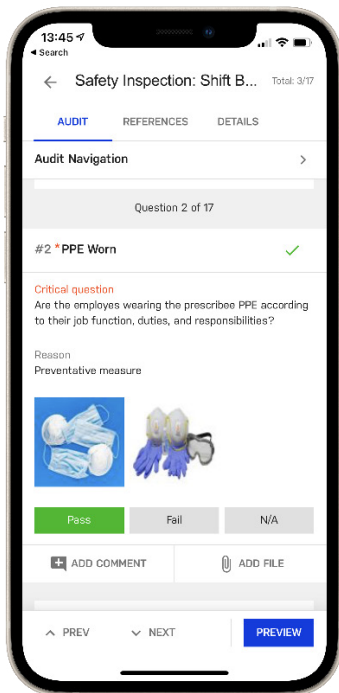 13:45
Search
Safety Inspection: Shift B... Total: 3/17
AUDIT REFERENCES DETAILS
Audit Navigation
Question 2 of 17
#2 *PPE Worn
Critical question
Are the employes wearing the prescribee PPE according
to their job function, duties, and responsibilities?
Reason
Preventative measure
Pass Fail N/A
ADD COMMENT ADD FILE
PREV NEXT PREVIEW